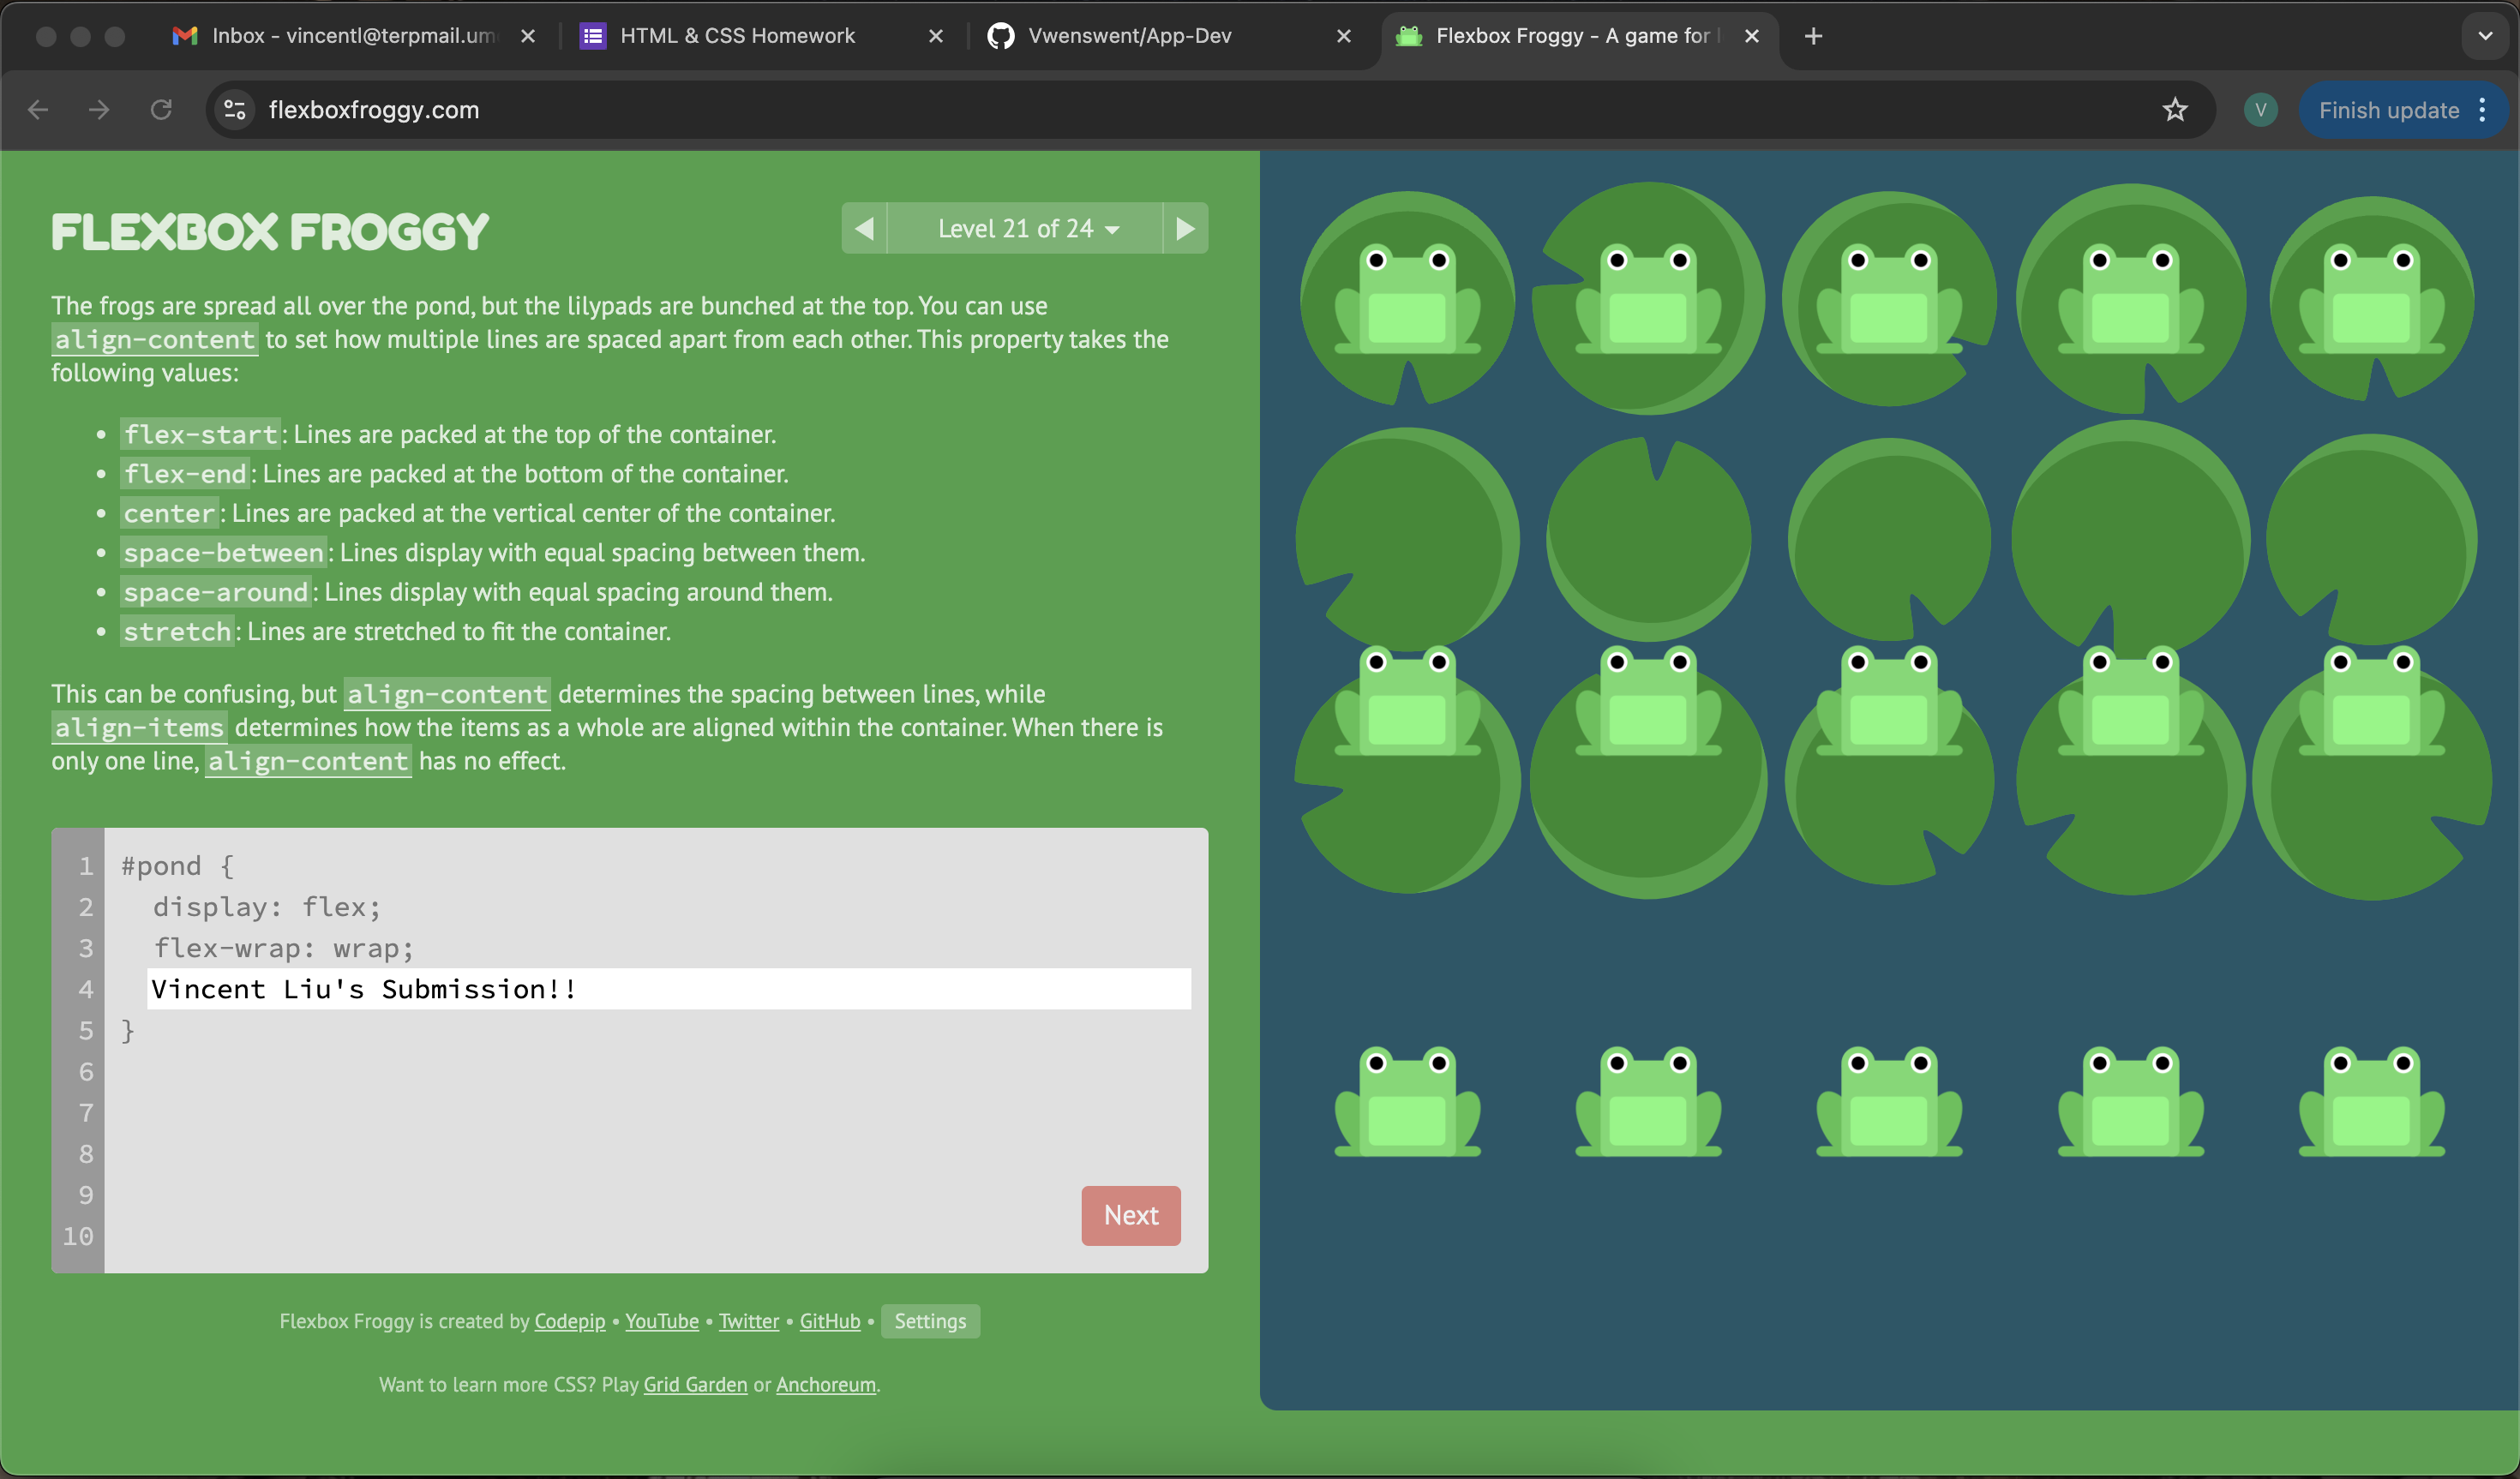 Inbox - vincentl@terpmail.um
HTML & CSS Homework
Vwenswent/App-Dev
Flexbox Froggy - A game for
flexboxfroggy.com
V
Finish update
FLEXBOX FROGGY
Level 21 of 24
The frogs are spread all over the pond, but the lilypads are bunched at the top. You can use
align-content to set how multiple lines are spaced apart from each other. This property takes the
following values:
• flex-start: Lines are packed at the top of the container.
• flex-end: Lines are packed at the bottom of the container.
• center: Lines are packed at the vertical center of the container.
• space-between: Lines display with equal spacing between them.
• space-around: Lines display with equal spacing around them.
• stretch: Lines are stretched to fit the container.
This can be confusing, but align-content determines the spacing between lines, while
align-items determines how the items as a whole are aligned within the container. When there is
only one line, align-content has no effect.
1 #pond {
2 display: flex;
3 flex-wrap: wrap;
4 Vincent Liu's Submission!!
5 }
6
7
8
9
10
Next
Flexbox Froggy is created by Codepip • YouTube • Twitter • GitHub • Settings
Want to learn more CSS? Play Grid Garden or Anchoreum.